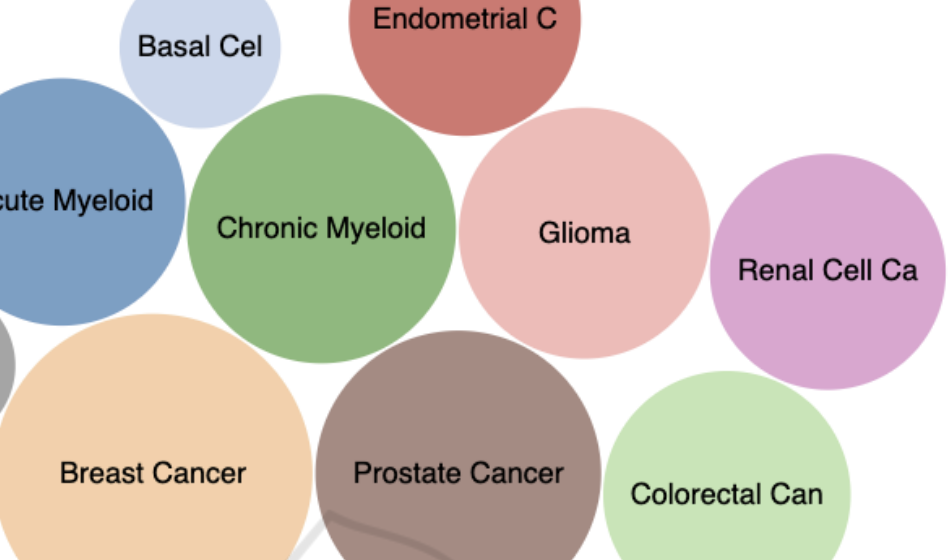 Endometrial C
Basal Cel
cute Myeloid
Chronic Myeloid
Glioma
Renal Cell Ca
Breast Cancer
Prostate Cancer
Colorectal Can